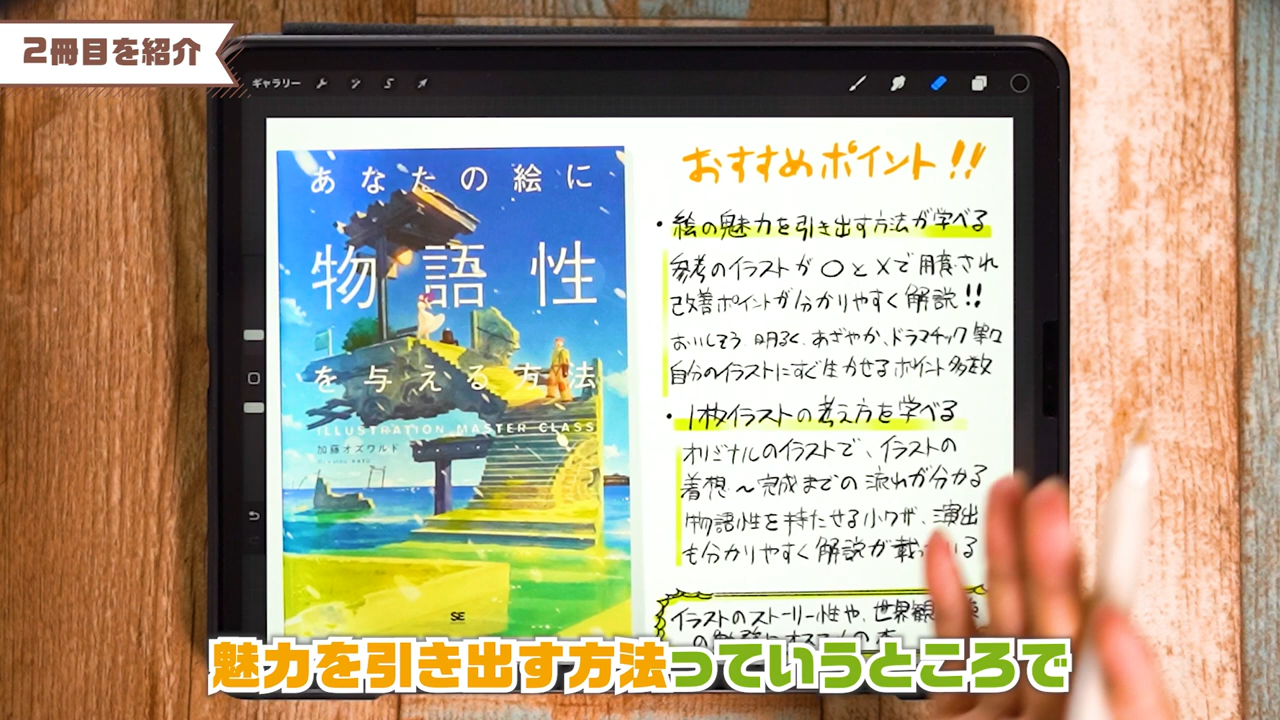 2冊目を紹介
ギャラリー
あなたの絵に
物語性
を与える方法
ILLUSTRATION MASTER CLASS
加藤オズワルド
SE
おすすめポイント!!
・絵の魅力を引き出す方法が学べる
参考のイラストが○と×で用意され
改善ポイントが分かりやすく解説!!
おいしそう、明るく、あざやか、ドラマチック等々
自分のイラストにすぐ生かせるポイント多数
・1枚イラストの考え方を学べる
オリジナルのイラストで、イラストの
着想〜完成までの流れが分かる
物語性を持たせる小ワザ、演出
も分かりやすく解説が載っている
イラストのストーリー性や、世界観
魅力を引き出す方法っていうところで